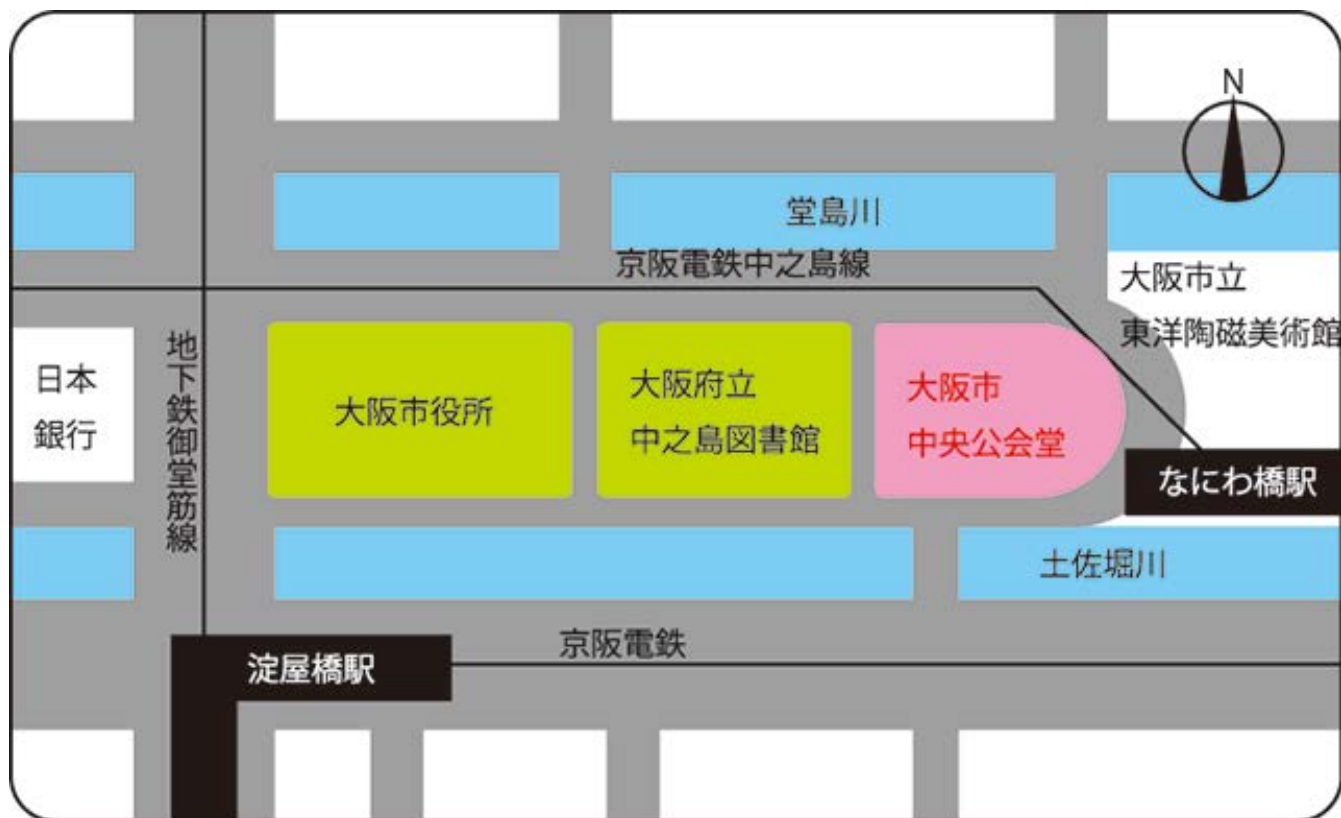 N
堂島川
京阪電鉄中之島線
大阪市立
東洋陶磁美術館
日本
銀行
地下鉄御堂筋線
大阪市役所
大阪府立
中之島図書館
大阪市
中央公会堂
なにわ橋駅
土佐堀川
京阪電鉄
淀屋橋駅